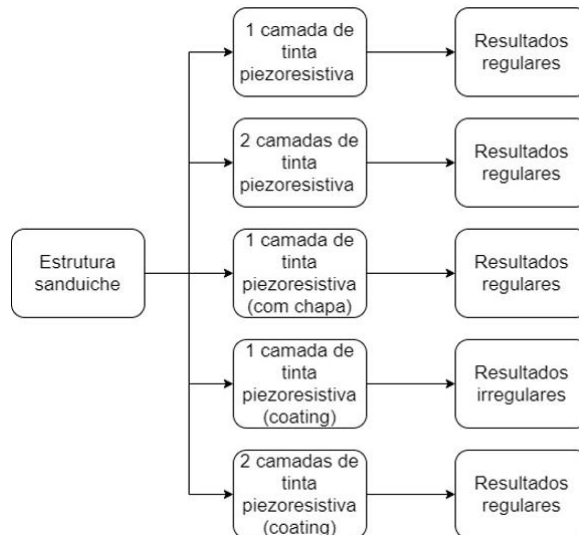 1 camada de
tinta
piezoresistiva
Resultados
regulares
2 camadas de
tinta
piezoresistiva
Resultados
regulares
Estrutura
sanduiche
1 camada de
tinta
piezoresistiva
(com chapa)
Resultados
regulares
1 camada de
tinta
piezoresistiva
(coating)
Resultados
irregulares
2 camadas de
tinta
piezoresistiva
(coating)
Resultados
regulares